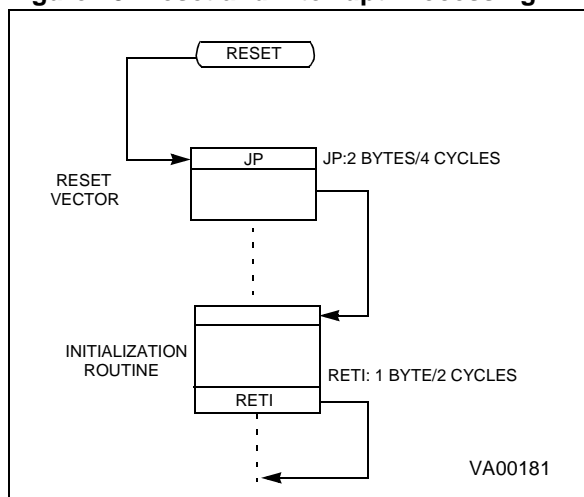 RESET
JP
JP:2 BYTES/4 CYCLES
RESET
VECTOR
INITIALIZATION
ROUTINE
RETI: 1 BYTE/2 CYCLES
RETI
VA00181